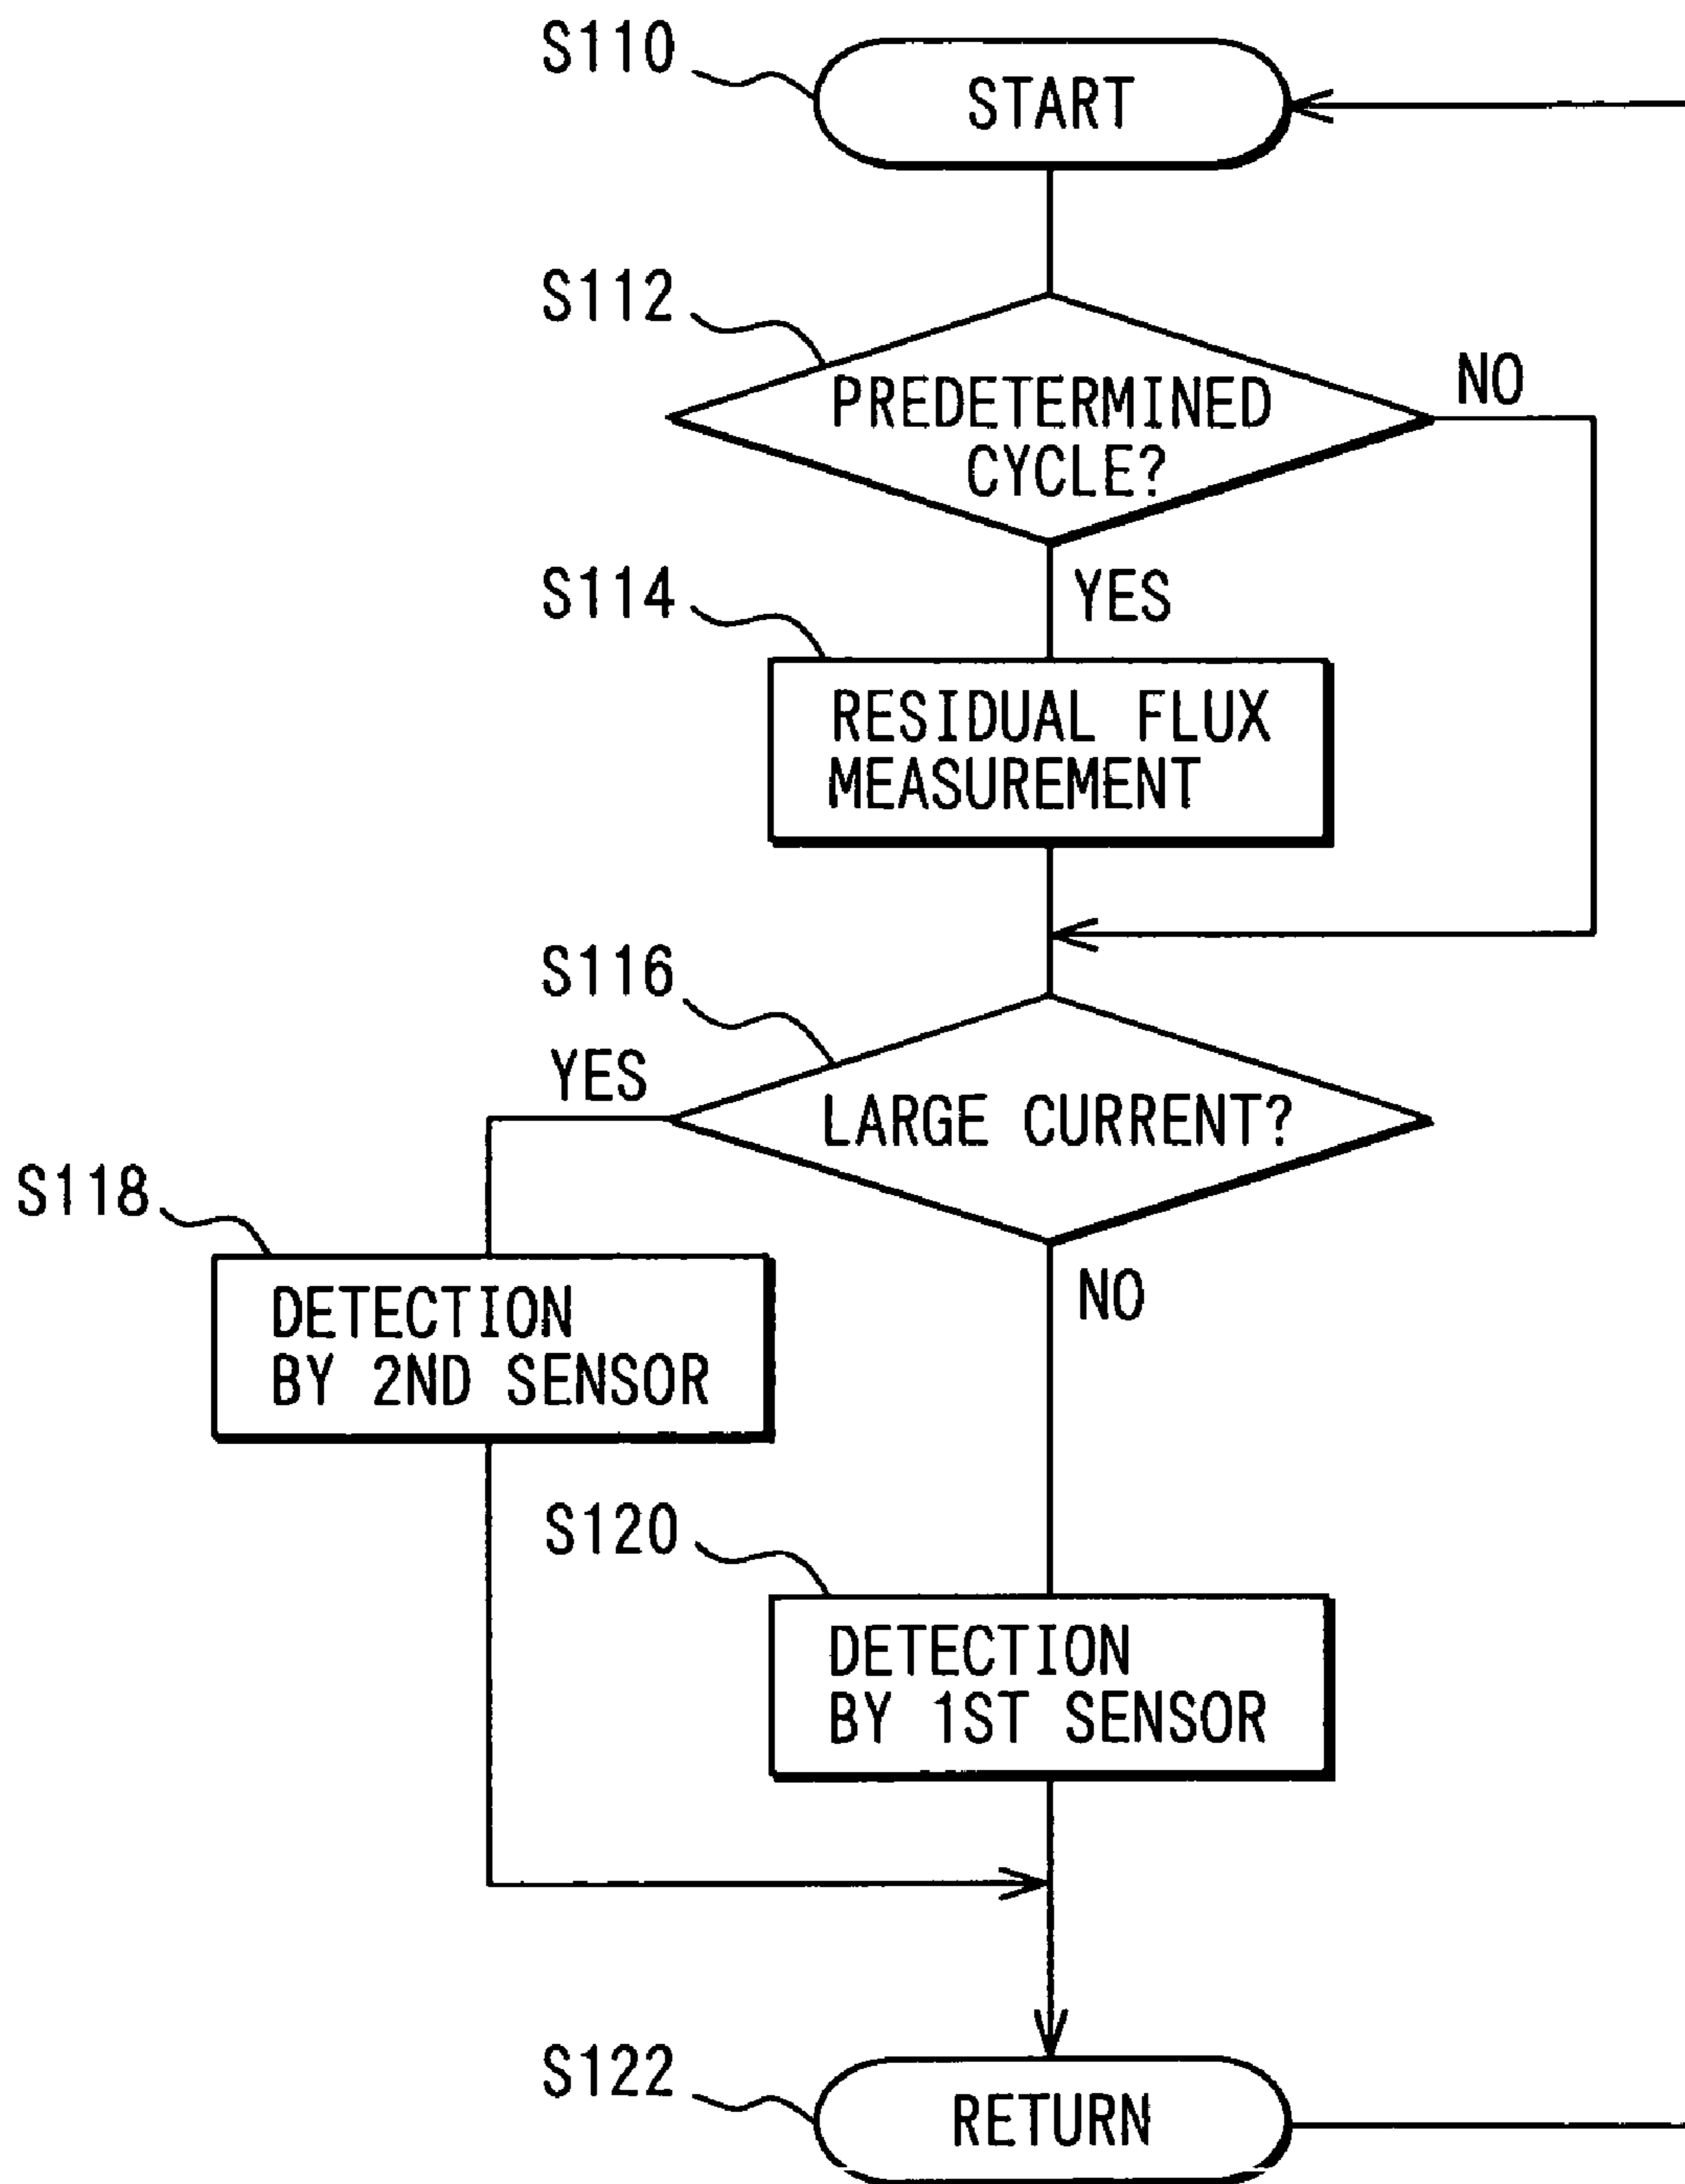 S110
START
S112
PREDETERMINED
CYCLE?
NO
S114
YES
RESIDUAL FLUX
MEASUREMENT
S116
YES
LARGE CURRENT?
S118
NO
DETECTION
BY 2ND SENSOR
S120
DETECTION
BY 1ST SENSOR
S122
RETURN